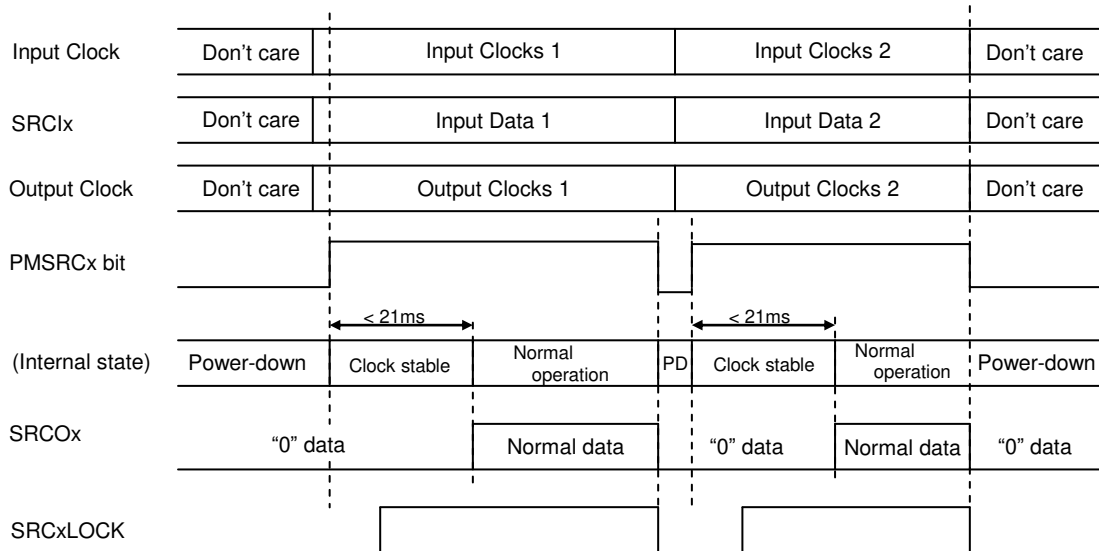 Input Clock Don't care Input Clocks 1 Input Clocks 2 Don't care
SRCIx Don't care Input Data 1 Input Data 2 Don't care
Output Clock Don't care Output Clocks 1 Output Clocks 2 Don't care
PMSRCx bit
< 21ms < 21ms
(Internal state) Power-down Clock stable Normal operation PD Clock stable Normal operation Power-down
SRCOx "0" data Normal data "0" data Normal data "0" data
SRCxLOCK